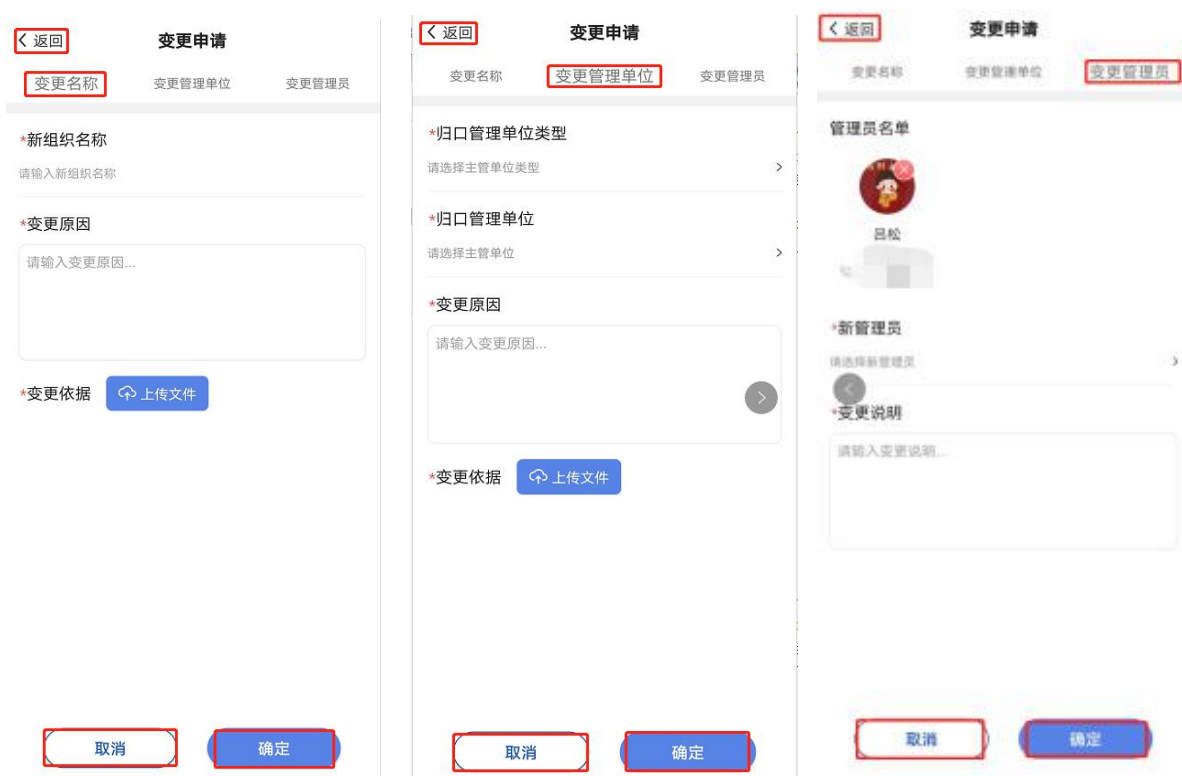 返回
变更申请
变更名称 变更管理单位 变更管理员
*新组织名称
请输入新组织名称
*变更原因
请输入变更原因...
*变更依据 上传文件
取消 确定
返回
变更申请
变更名称 变更管理单位 变更管理员
*归口管理单位类型
请选择主管单位类型
*归口管理单位
请选择主管单位
*变更原因
请输入变更原因...
*变更依据 上传文件
取消 确定
返回
变更申请
变更名称 变更管理单位 变更管理员
管理员名单
吕松
*新管理员
请选择新管理员
*变更说明
请输入变更说明...
取消 确定